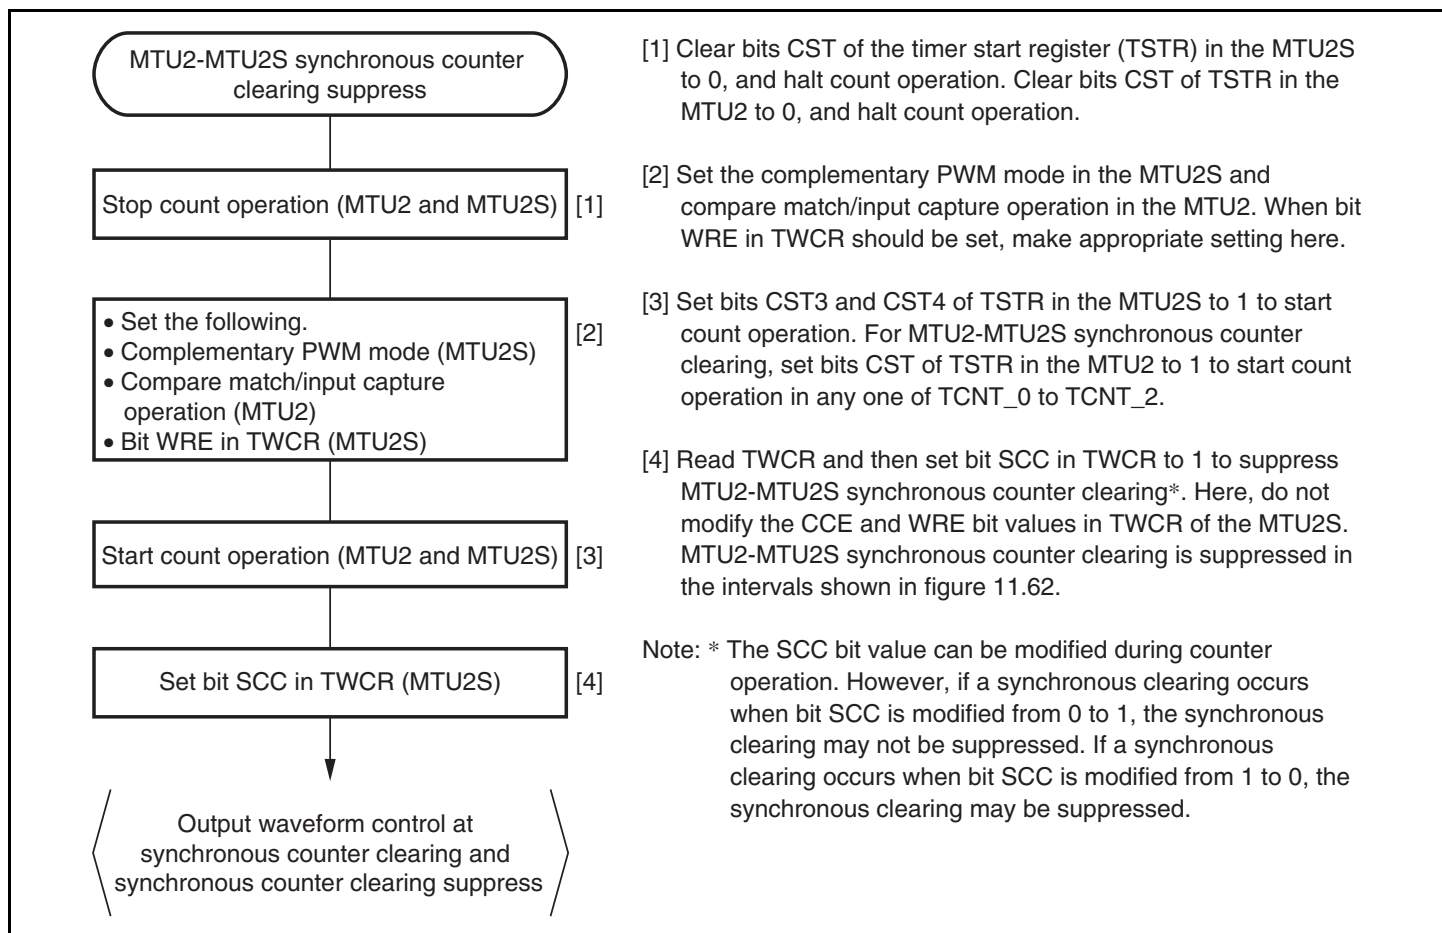 MTU2-MTU2S synchronous counter
clearing suppress
Stop count operation (MTU2 and MTU2S)
[1]
• Set the following.
• Complementary PWM mode (MTU2S)
• Compare match/input capture
operation (MTU2)
• Bit WRE in TWCR (MTU2S)
[2]
Start count operation (MTU2 and MTU2S)
[3]
Set bit SCC in TWCR (MTU2S)
[4]
Output waveform control at
synchronous counter clearing and
synchronous counter clearing suppress
[1] Clear bits CST of the timer start register (TSTR) in the MTU2S
to 0, and halt count operation. Clear bits CST of TSTR in the
MTU2 to 0, and halt count operation.
[2] Set the complementary PWM mode in the MTU2S and
compare match/input capture operation in the MTU2. When bit
WRE in TWCR should be set, make appropriate setting here.
[3] Set bits CST3 and CST4 of TSTR in the MTU2S to 1 to start
count operation. For MTU2-MTU2S synchronous counter
clearing, set bits CST of TSTR in the MTU2 to 1 to start count
operation in any one of TCNT_0 to TCNT_2.
[4] Read TWCR and then set bit SCC in TWCR to 1 to suppress
MTU2-MTU2S synchronous counter clearing*. Here, do not
modify the CCE and WRE bit values in TWCR of the MTU2S.
MTU2-MTU2S synchronous counter clearing is suppressed in
the intervals shown in figure 11.62.
Note: * The SCC bit value can be modified during counter
operation. However, if a synchronous clearing occurs
when bit SCC is modified from 0 to 1, the synchronous
clearing may not be suppressed. If a synchronous
clearing occurs when bit SCC is modified from 1 to 0, the
synchronous clearing may be suppressed.